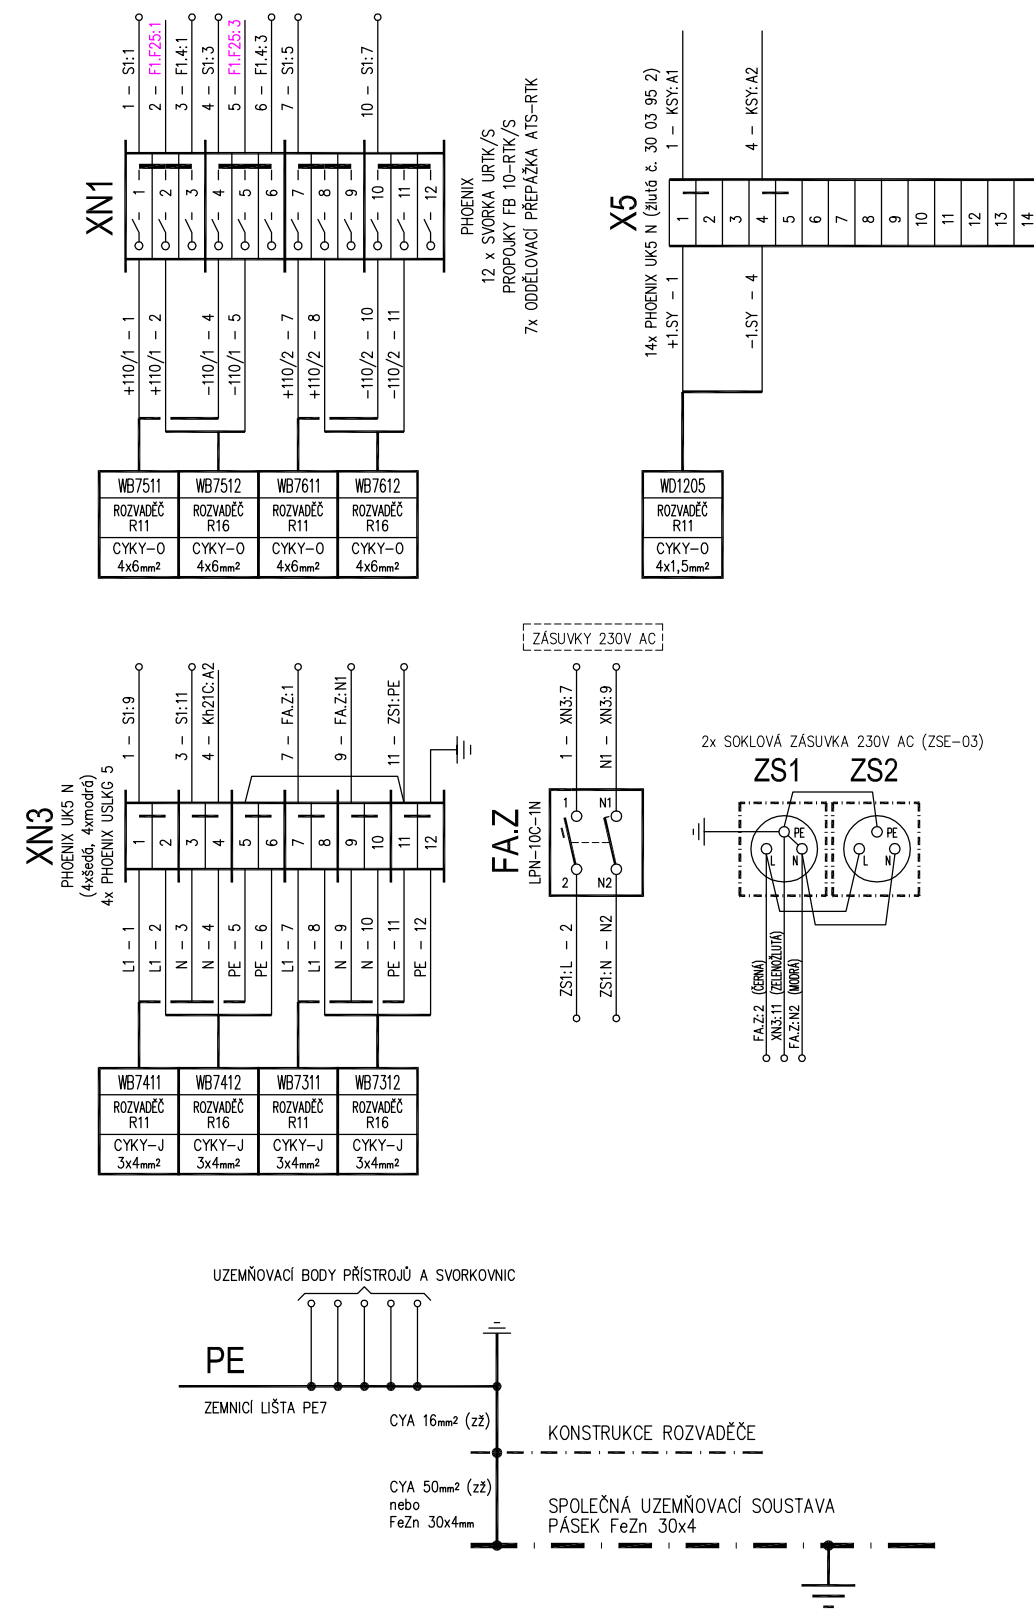 XN1
1 - S1:1
2 - F1.F25:1
3 - F1.4:1
4 - S1:3
5 - F1.F25:3
6 - F1.4:3
7 - S1:5
10 - S1:7
1
2
3
4
5
6
7
8
9
10
11
12
PHOENIX
12 x SVORKA URTK/S
PROPOJKY FB 10-RTK/S
7x ODDĚLOVACÍ PŘEPÁŽKA ATS-RTK
+110/1 - 1
+110/1 - 2
-110/1 - 4
-110/1 - 5
+110/2 - 7
+110/2 - 8
-110/2 - 10
-110/2 - 11
WB7511
ROZVADĚČ
R11
CYKY-O
4x6mm²
WB7512
ROZVADĚČ
R16
CYKY-O
4x6mm²
WB7611
ROZVADĚČ
R11
CYKY-O
4x6mm²
WB7612
ROZVADĚČ
R16
CYKY-O
4x6mm²
X5
14x PHOENIX UK5 N (žlutá č. 30 03 95 2)
1 - KSY:A1
4 - KSY:A2
1
2
3
4
5
6
7
8
9
10
11
12
13
14
+1.SY - 1
-1.SY - 4
WD1205
ROZVADĚČ
R11
CYKY-O
4x1,5mm²
XN3
PHOENIX UK5 N
(4xšedá, 4xmodrá)
4x PHOENIX USLKG 5
1 - S1:9
3 - S1:11
4 - Kh21C:A2
7 - FA.Z:1
9 - FA.Z:N1
11 - ZS1:PE
1
2
3
4
5
6
7
8
9
10
11
12
L1 - 1
L1 - 2
N - 3
N - 4
PE - 5
PE - 6
L1 - 7
L1 - 8
N - 9
N - 10
PE - 11
PE - 12
WB7411
ROZVADĚČ
R11
CYKY-J
3x4mm²
WB7412
ROZVADĚČ
R16
CYKY-J
3x4mm²
WB7311
ROZVADĚČ
R11
CYKY-J
3x4mm²
WB7312
ROZVADĚČ
R16
CYKY-J
3x4mm²
ZÁSUVKY 230V AC
1 - XN3:7
N1 - XN3:9
FA.Z
LPN-10C-1N
1
N1
2
N2
ZS1:L - 2
ZS1:N - N2
2x SOKLOVÁ ZÁSUVKA 230V AC (ZSE-03)
ZS1
ZS2
PE
L
N
PE
L
N
FA.Z:2 (ČERNÁ)
XN3:11 (ZELENOŽLUTÁ)
FA.Z:N2 (MODRÁ)
UZEMŇOVACÍ BODY PŘÍSTROJŮ A SVORKOVNIC
PE
ZEMNICÍ LIŠTA PE7
CYA 16mm² (zž)
KONSTRUKCE ROZVADĚČE
CYA 50mm² (zž)
nebo
FeZn 30x4mm
SPOLEČNÁ UZEMŇOVACÍ SOUSTAVA
PÁSEK FeZn 30x4